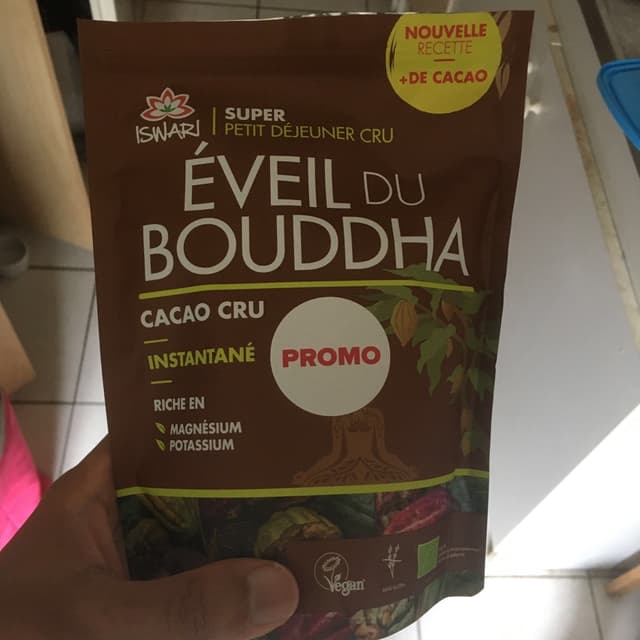 NOUVELLE
RECETTE
+DE CACAO
ISWARI
SUPER
PETIT DÉJEUNER CRU
ÉVEIL DU
BOUDDHA
CACAO CRU
INSTANTANÉ
PROMO
RICHE EN
MAGNÉSIUM
POTASSIUM
Vegan